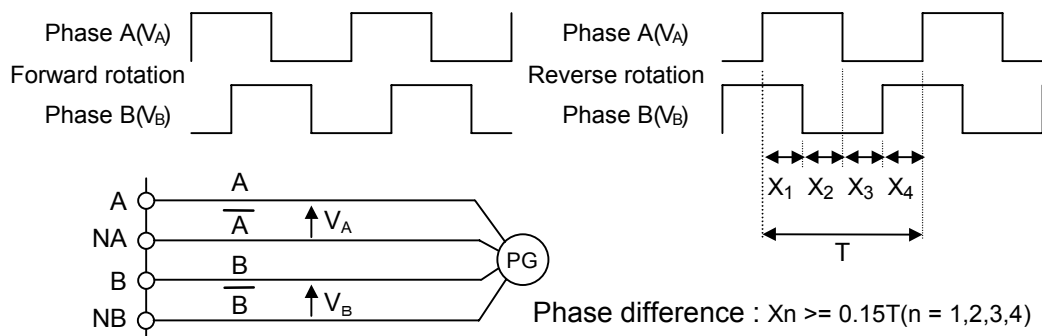 Phase A(VA)
Forward rotation
Phase B(VB)
Phase A(VA)
Reverse rotation
Phase B(VB)
X1 X2 X3 X4
T
A
A
A̅
VA
NA
B
B
B̅
VB
NB
PG
Phase difference : Xn >= 0.15T(n = 1,2,3,4)